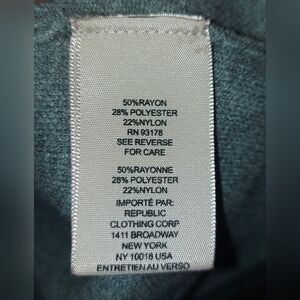 50%RAYON
28% POLYESTER
22%NYLON
RN 93178
SEE REVERSE
FOR CARE
50%RAYONNE
28% POLYESTER
22%NYLON
IMPORTÉ PAR:
REPUBLIC
CLOTHING CORP
1411 BROADWAY
NEW YORK
NY 10018 USA
ENTRETIEN AU VERSO